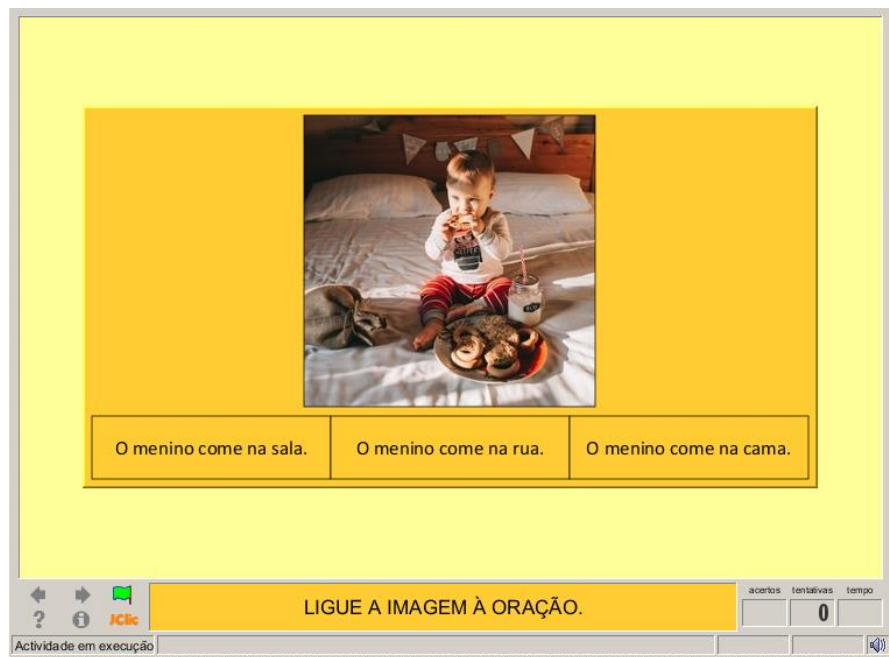 O menino come na sala.
O menino come na rua.
O menino come na cama.
LIGUE A IMAGEM À ORAÇÃO.
acertos
tentativas
tempo
0
?
JClic
Actividade em execução